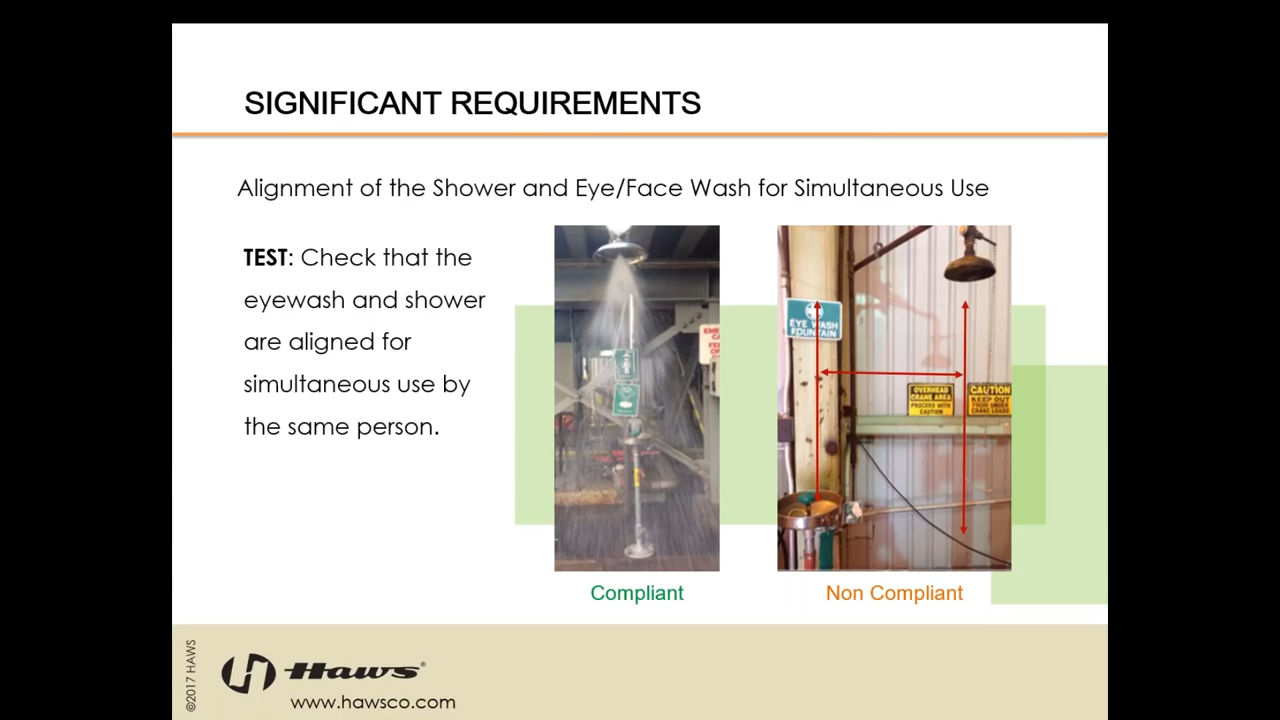 SIGNIFICANT REQUIREMENTS
Alignment of the Shower and Eye/Face Wash for Simultaneous Use
TEST: Check that the
eyewash and shower
are aligned for
simultaneous use by
the same person.
EYE WASH
FOUNTAIN
OVERHEAD
CRANE AREA
PROCEED WITH
CAUTION
CAUTION
KEEP OUT
FROM UNDER
CRANE LOADS
Compliant
Non Compliant
©2017 HAWS
Haws®
www.hawsco.com